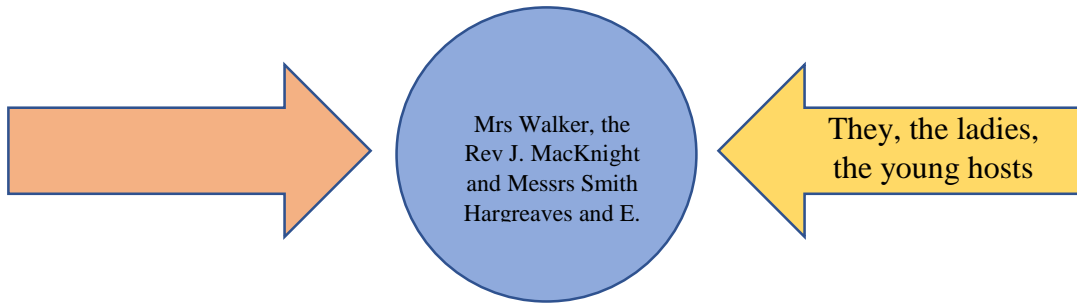 Mrs Walker, the
Rev J. MacKnight
and Messrs Smith
Hargreaves and E.
They, the ladies,
the young hosts